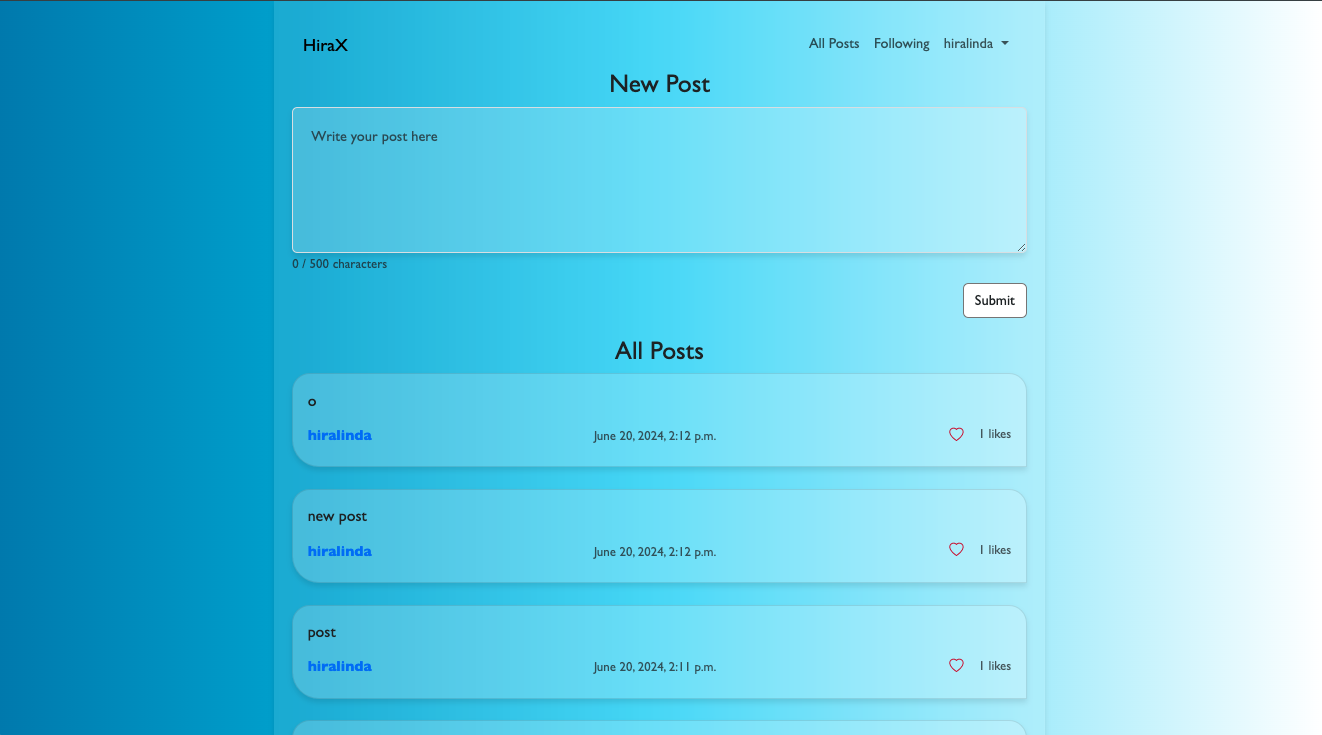 HiraX
All Posts Following hiralinda
New Post
Write your post here
0 / 500 characters
Submit
All Posts
o
hiralinda June 20, 2024, 2:12 p.m. 1 likes
new post
hiralinda June 20, 2024, 2:12 p.m. 1 likes
post
hiralinda June 20, 2024, 2:11 p.m. 1 likes